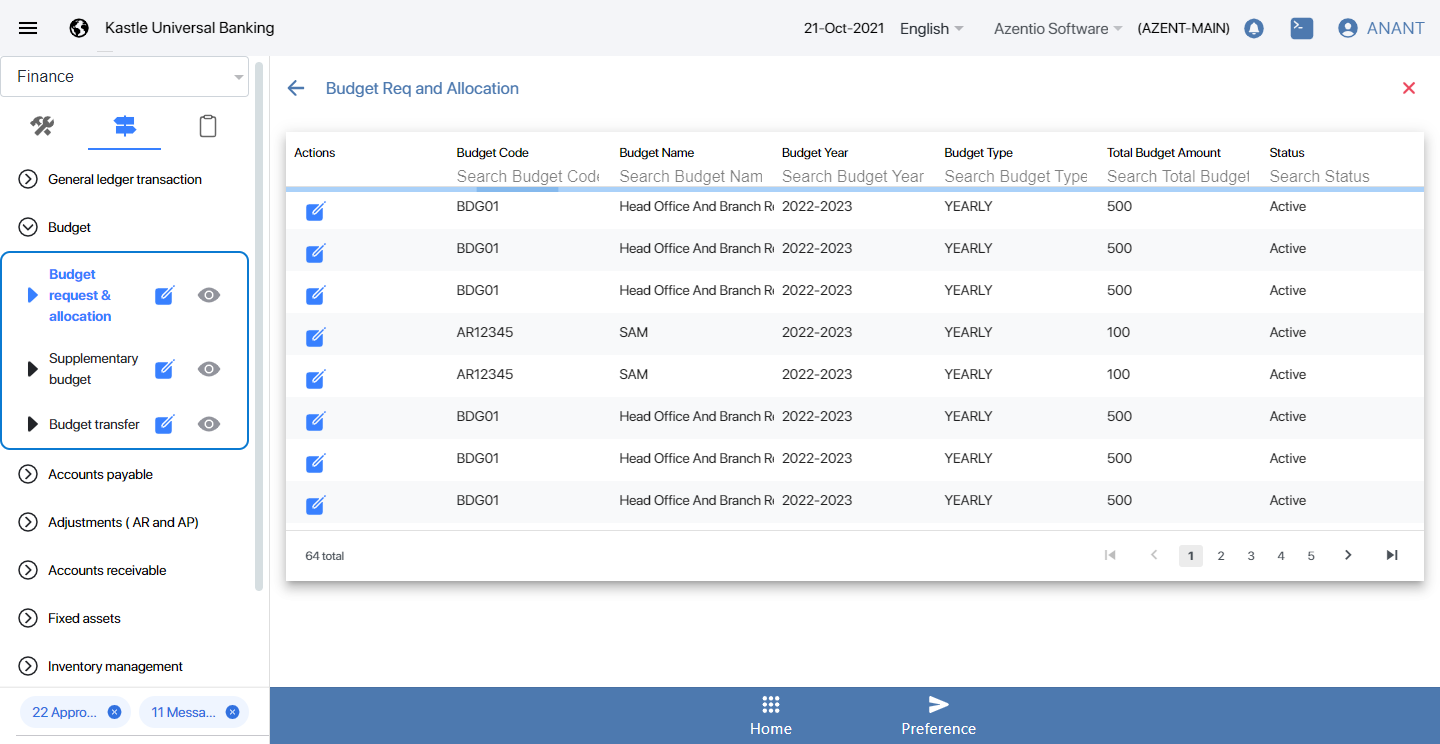 Kastle Universal Banking
21-Oct-2021 English Azentio Software (AZENT-MAIN) ANANT
Finance
General ledger transaction
Budget
Budget
request &
allocation
Supplementary
budget
Budget transfer
Accounts payable
Adjustments ( AR and AP)
Accounts receivable
Fixed assets
Inventory management
22 Appro...
11 Messa...
Budget Req and Allocation
Actions Budget Code Budget Name Budget Year Budget Type Total Budget Amount Status
Search Budget Code Search Budget Nam Search Budget Year Search Budget Type Search Total Budget Search Status
BDG01 Head Office And Branch Re 2022-2023 YEARLY 500 Active
BDG01 Head Office And Branch Re 2022-2023 YEARLY 500 Active
BDG01 Head Office And Branch Re 2022-2023 YEARLY 500 Active
AR12345 SAM 2022-2023 YEARLY 100 Active
AR12345 SAM 2022-2023 YEARLY 100 Active
BDG01 Head Office And Branch Re 2022-2023 YEARLY 500 Active
BDG01 Head Office And Branch Re 2022-2023 YEARLY 500 Active
BDG01 Head Office And Branch Re 2022-2023 YEARLY 500 Active
64 total
1 2 3 4 5
Home
Preference